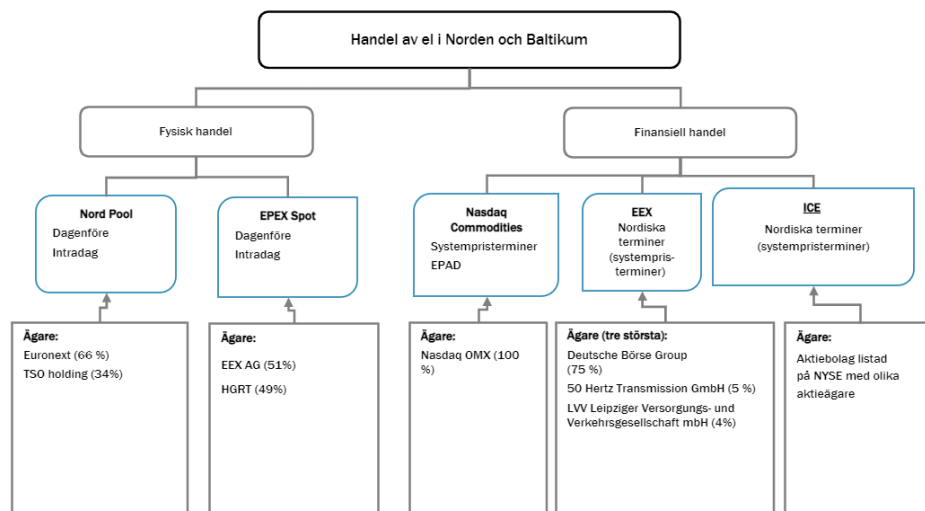 Handel av el i Norden och Baltikum
Fysisk handel
Finansiell handel
Nord Pool
Dagenföre
Intradag
EPEX Spot
Dagenföre
Intradag
Nasdaq
Commodities
Systempristerminer
EPAD
EEX
Nordiska
terminer
(systempris-
terminer)
ICE
Nordiska terminer
(systempristerminer)
Ägare:
Euronext (66 %)
TSO holding (34%)
Ägare:
EEX AG (51%)
HGRT (49%)
Ägare:
Nasdaq OMX (100
%)
Ägare (tre största):
Deutsche Börse Group
(75 %)
50 Hertz Transmission GmbH (5 %)
LVV Leipziger Versorgungs- und
Verkehrsgesellschaft mbH (4%)
Ägare:
Aktiebolag listad
på NYSE med olika
aktieägare